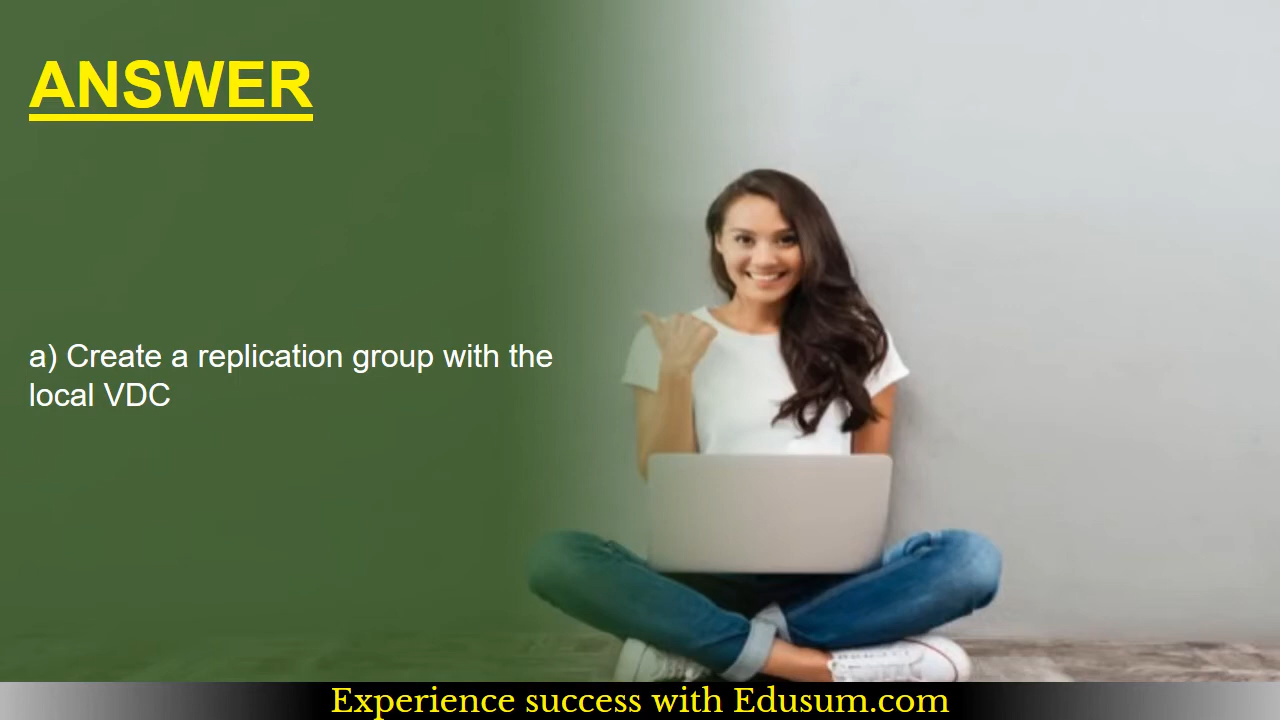 ANSWER
a) Create a replication group with the
local VDC
Experience success with Edusum.com